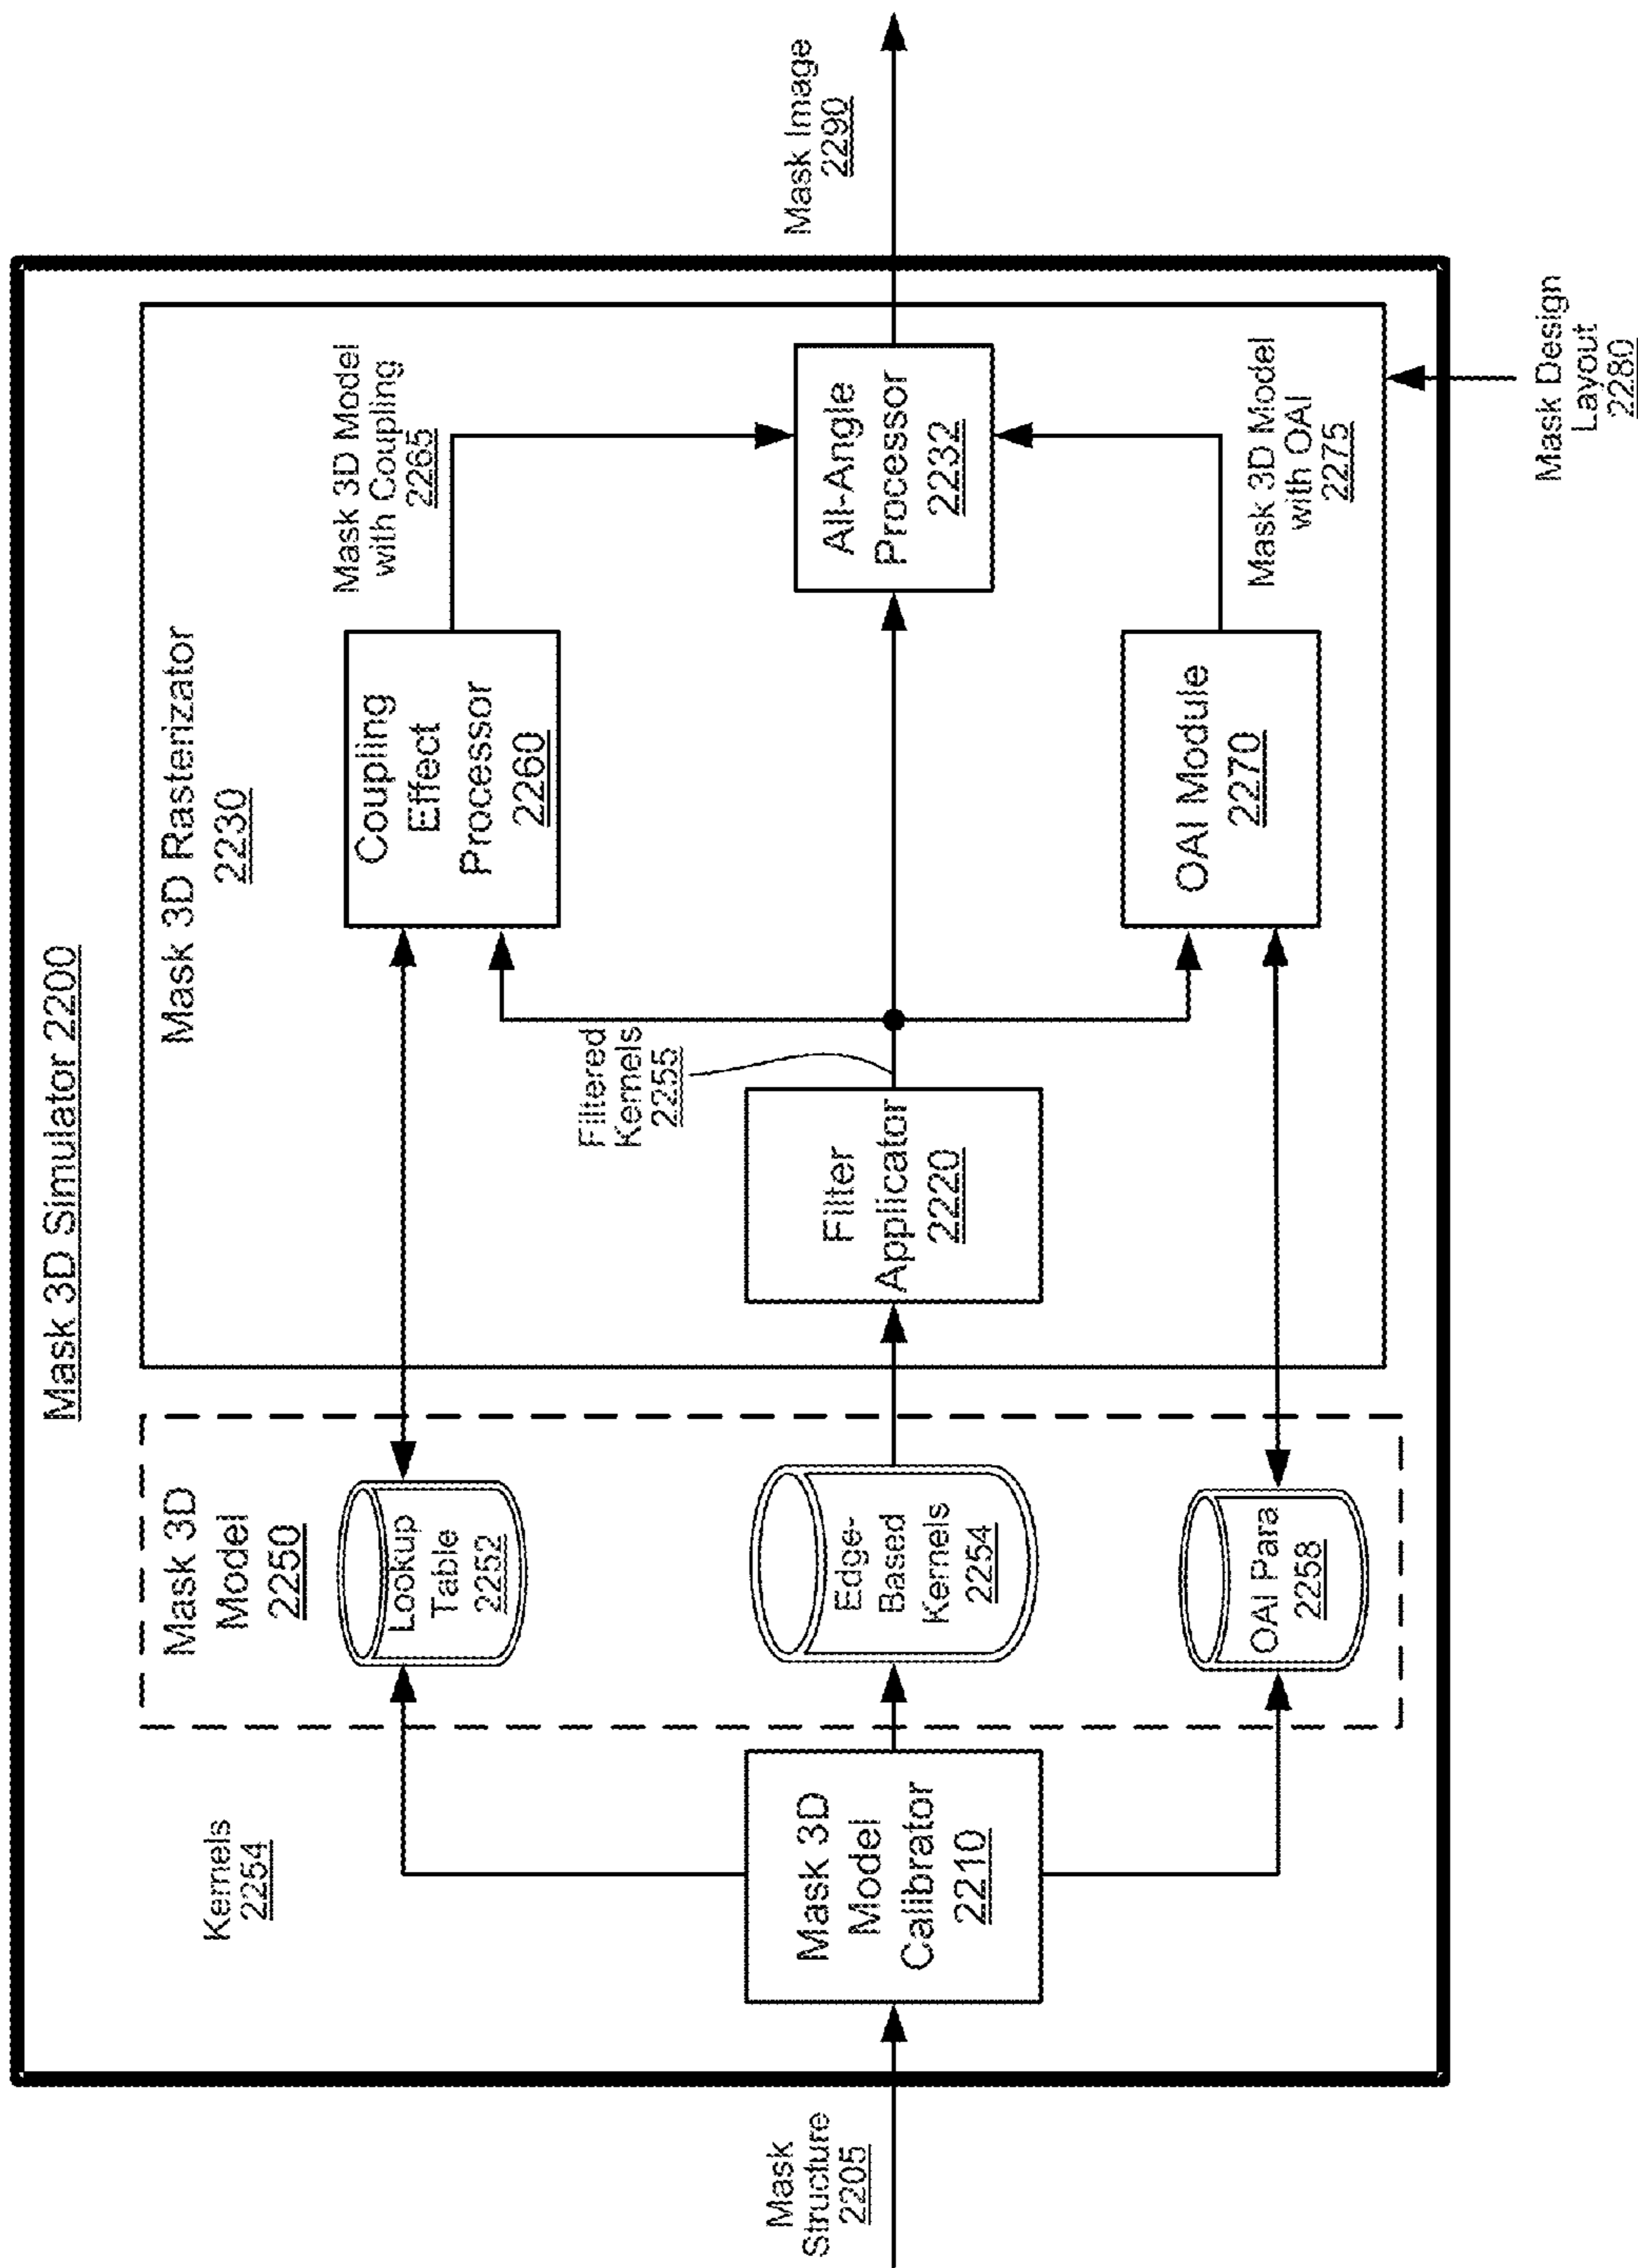 Mask 3D Simulator 2200
Mask
Structure
2205
Kernels
2254
Mask 3D
Model
Calibrator
2210
Mask 3D
Model
2250
Lookup
Table
2252
Edge-
Based
Kernels
2254
OAI Para
2258
Mask 3D Rasterizator
2230
Filter
Applicator
2220
Filtered
Kernels
2255
Coupling
Effect
Processor
2260
OAI Module
2270
Mask 3D Model
with Coupling
2265
All-Angle
Processor
2232
Mask 3D Model
with OAI
2275
Mask Image
2290
Mask Design
Layout
2280